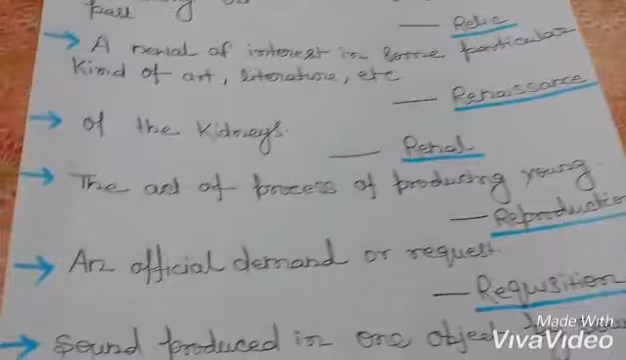 past
— Relic
→ A renial of interest in some particular
Kind of art, literature, etc
— Renaissance
→ of the Kidneys.
— Renal
→ The act of process of producing young
— Reproduction
→ An official demand or request.
— Requisition
→ Sound produced in one object
Made With
VivaVideo